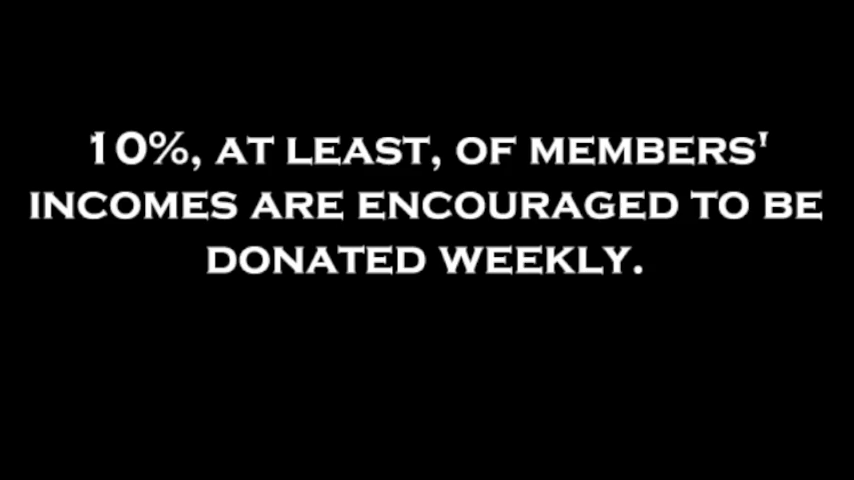 10%, AT LEAST, OF MEMBERS'
INCOMES ARE ENCOURAGED TO BE
DONATED WEEKLY.